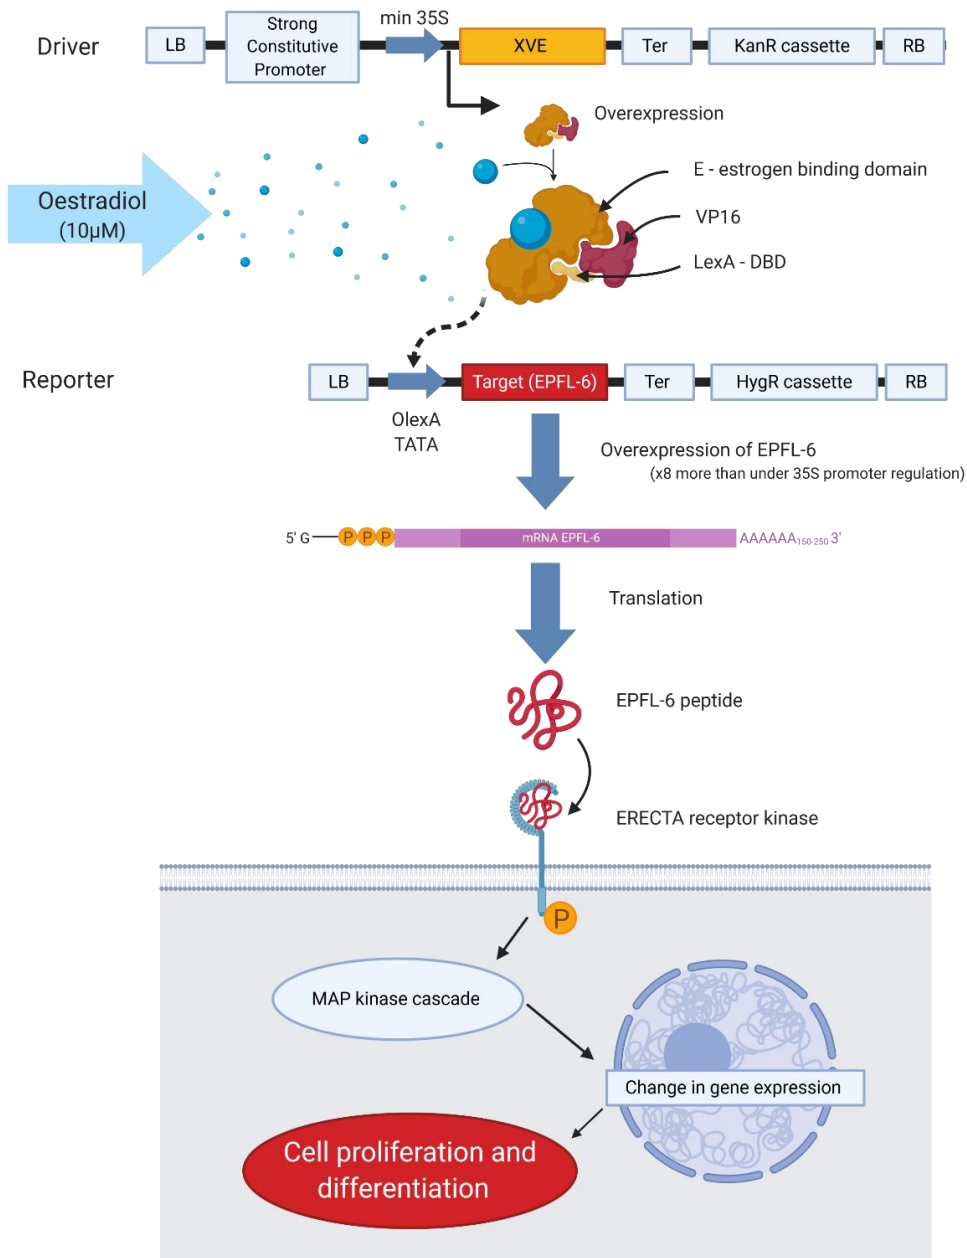 Driver
LB
Strong
Constitutive
Promoter
min 35S
XVE
Ter
KanR cassette
RB
Overexpression
Oestradiol
(10µM)
E - estrogen binding domain
VP16
LexA - DBD
Reporter
LB
OlexA
TATA
Target (EPFL-6)
Ter
HygR cassette
RB
Overexpression of EPFL-6
(x8 more than under 35S promoter regulation)
5' G
P P P
mRNA EPFL-6
AAAAAA150-250 3'
Translation
EPFL-6 peptide
ERECTA receptor kinase
P
MAP kinase cascade
Change in gene expression
Cell proliferation and
differentiation